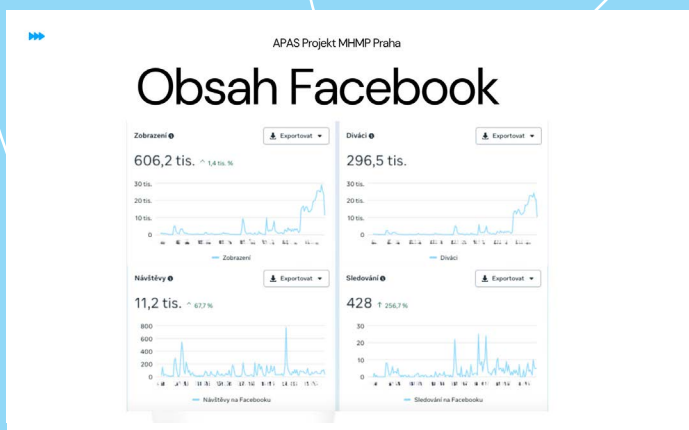 APAS Projekt MHMP Praha
Obsah Facebook
Zobrazení
Exportovat
606,2 tis. 1,4 tis. %
30 tis.
20 tis.
10 tis.
0
Zobrazení
Diváci
Exportovat
296,5 tis.
30 tis.
20 tis.
10 tis.
0
Diváci
Návštěvy
Exportovat
11,2 tis. 67,7 %
800
600
400
200
0
Návštěvy na Facebooku
Sledování
Exportovat
428 ↑ 256,7 %
30
20
10
0
Sledování na Facebooku